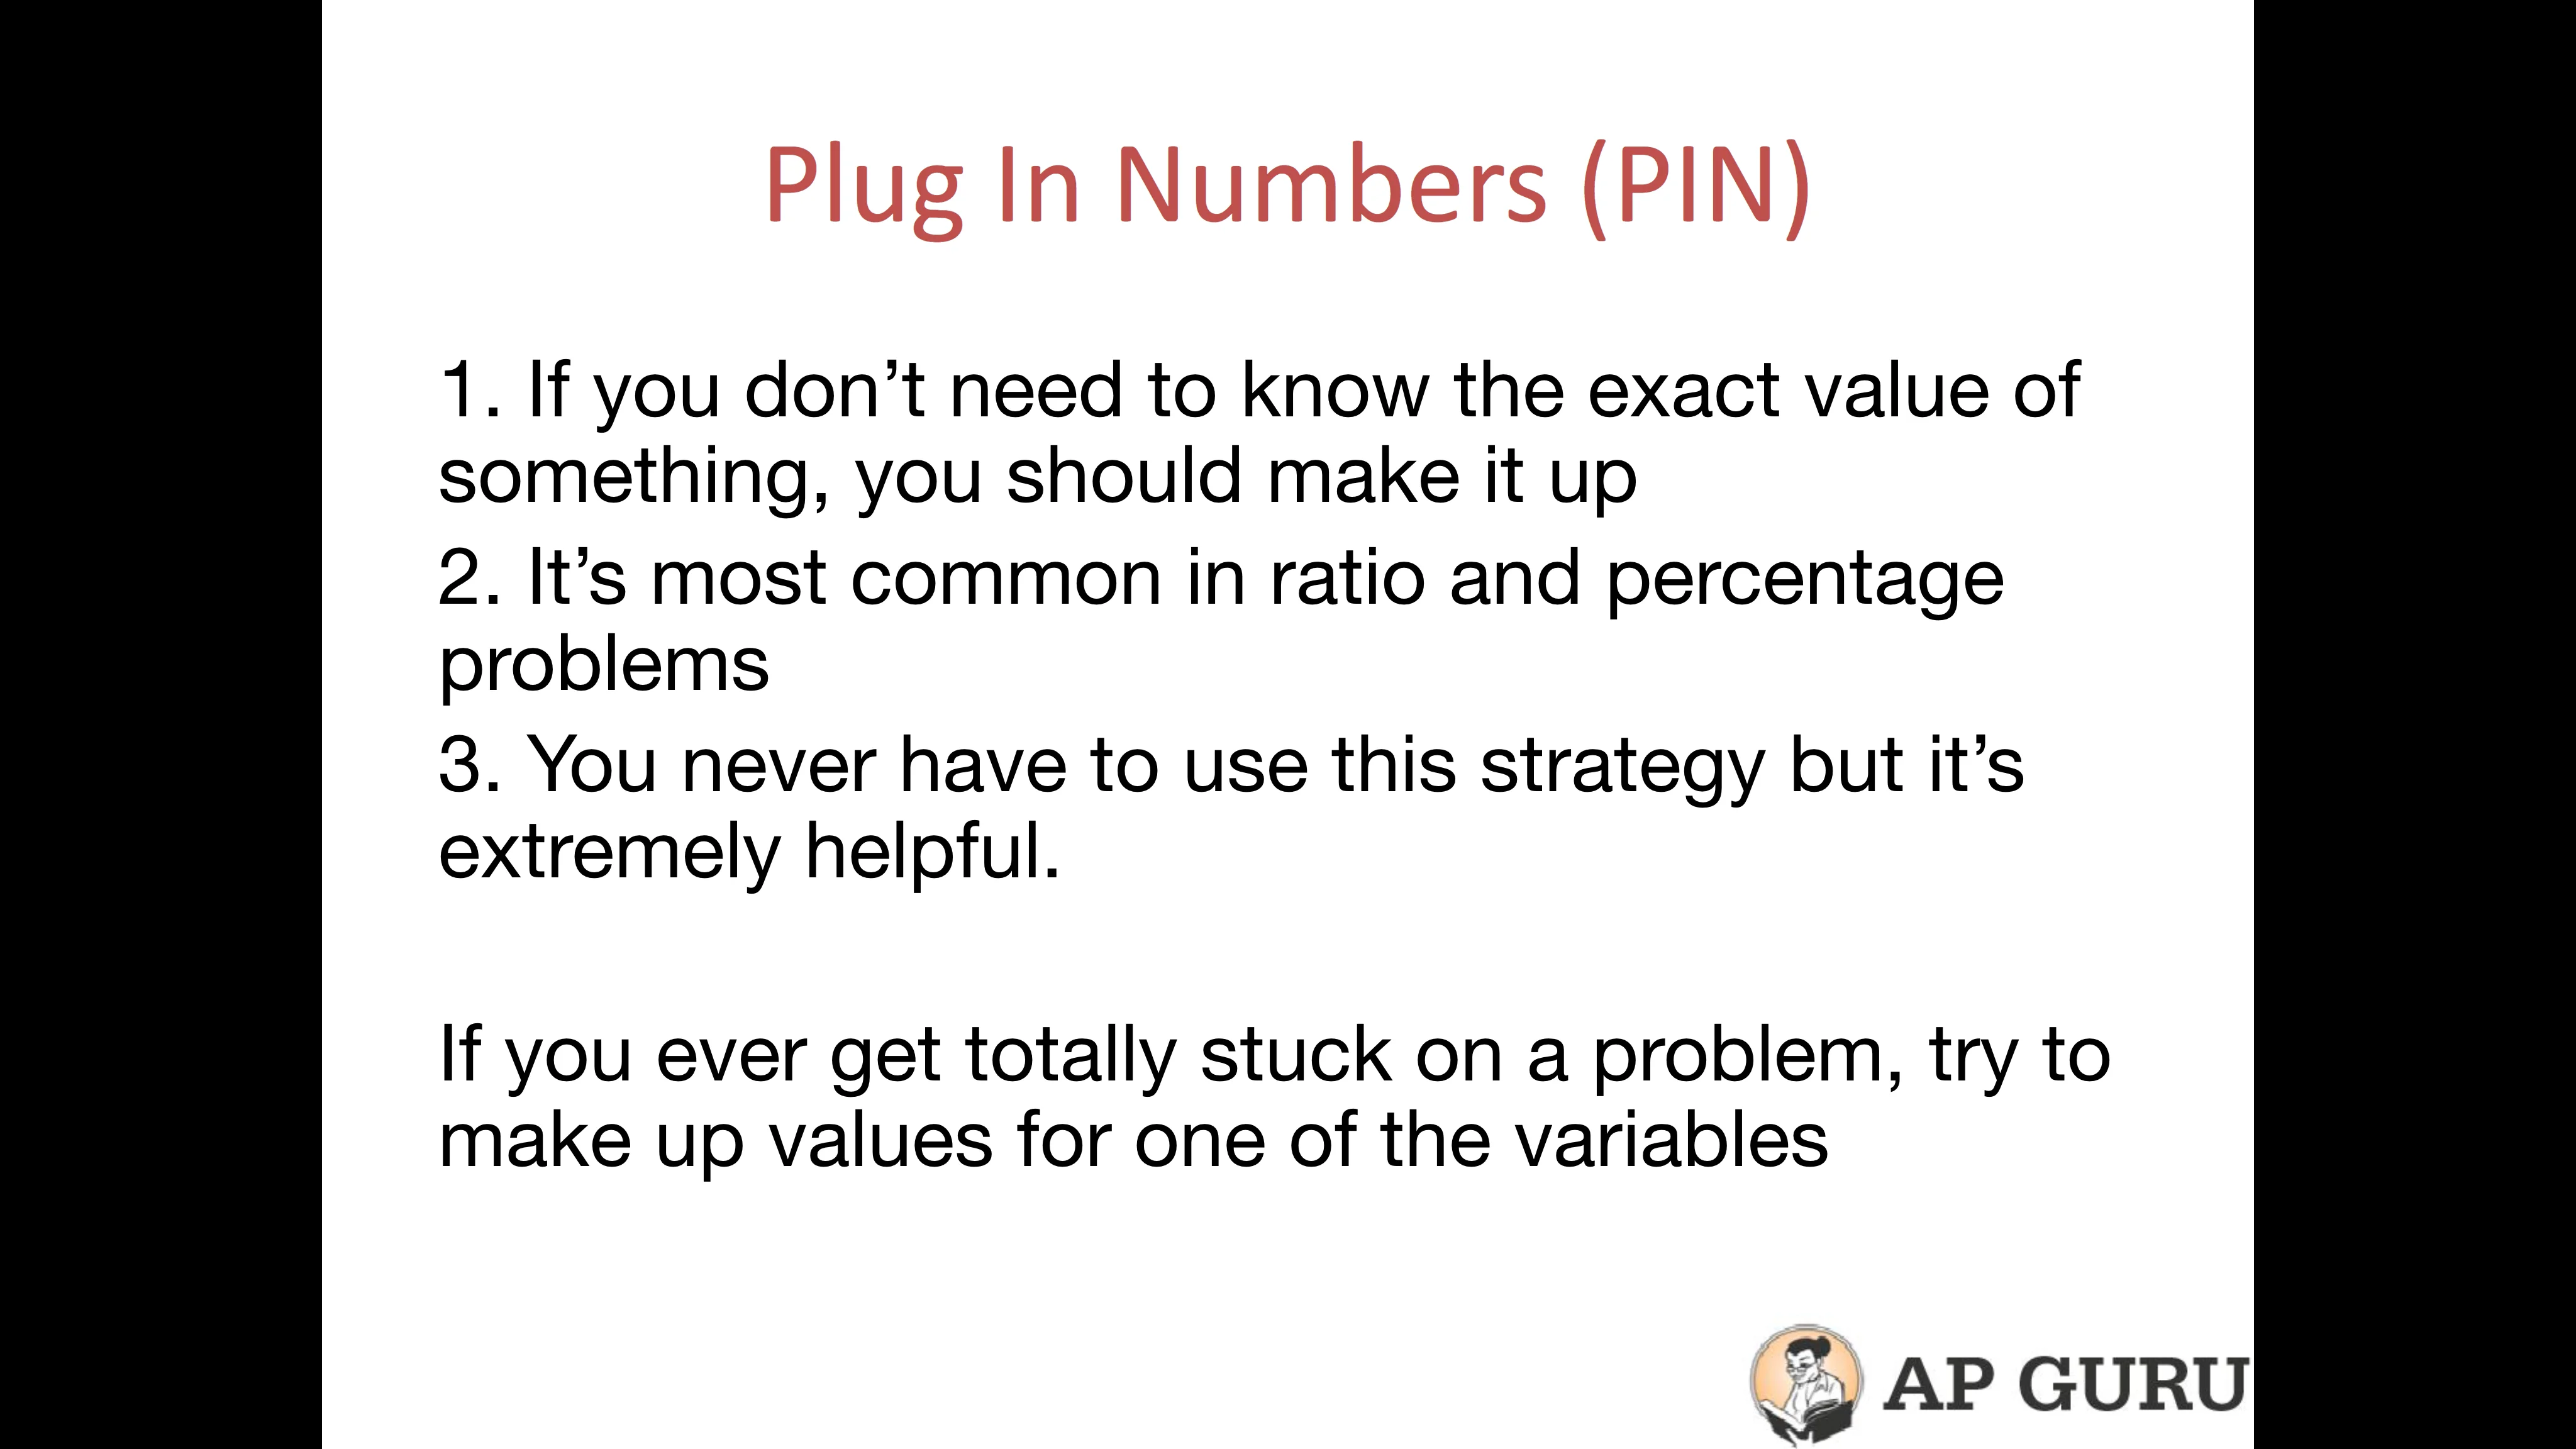 Plug In Numbers (PIN)
1. If you don’t need to know the exact value of
something, you should make it up
2. It’s most common in ratio and percentage
problems
3. You never have to use this strategy but it’s
extremely helpful.
If you ever get totally stuck on a problem, try to
make up values for one of the variables
AP GURU